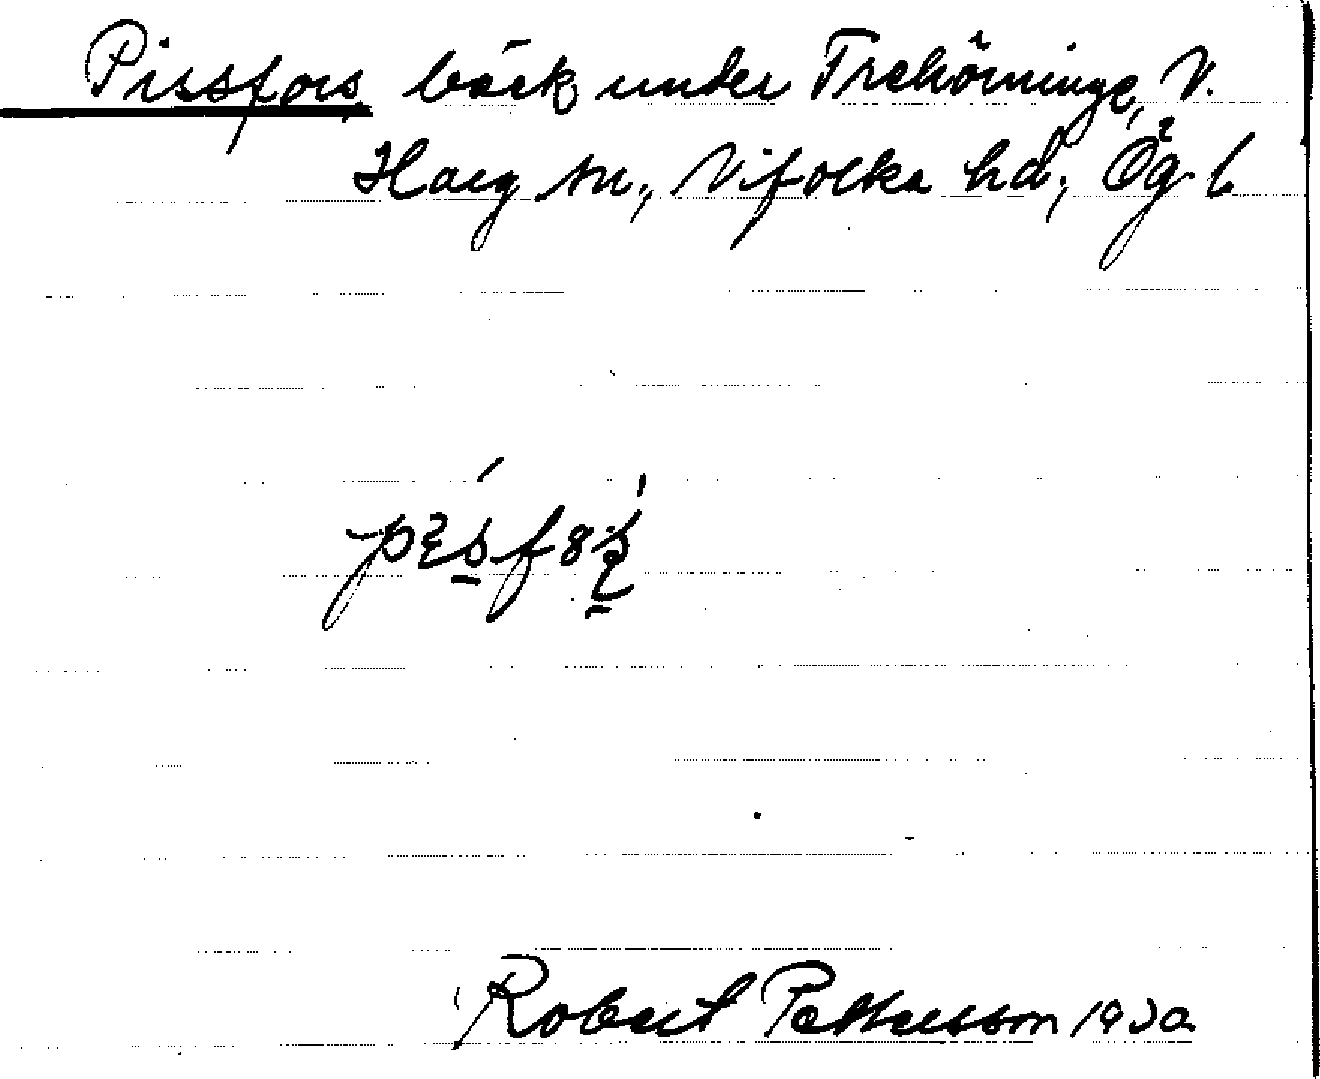 Pissfors bäck under Trehörninge, V.
Harg sn, Vifolka hd, Ög l.
Robert Pettersson 1930